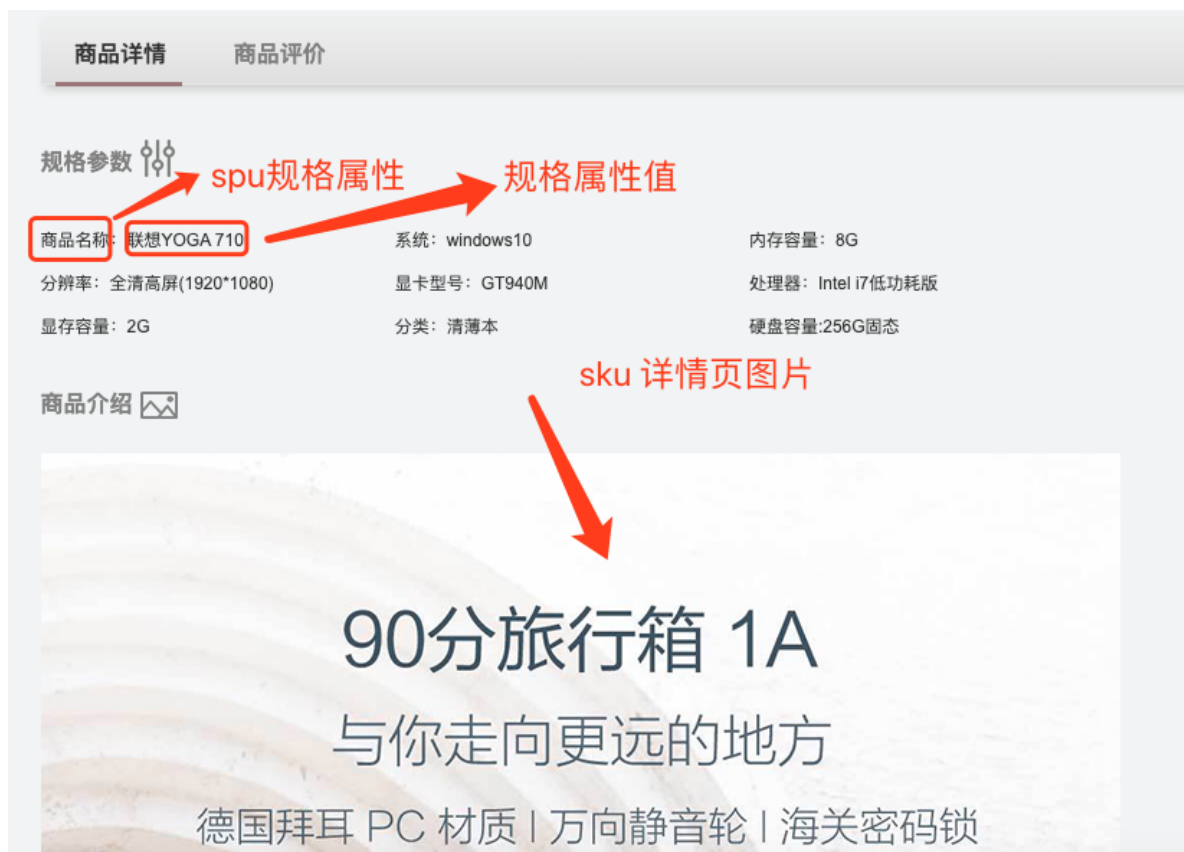 商品详情 商品评价
规格参数
spu规格属性 规格属性值
商品名称：联想YOGA 710 系统：windows10 内存容量：8G
分辨率：全清高屏(1920*1080) 显卡型号：GT940M 处理器：Intel i7低功耗版
显存容量：2G 分类：清薄本 硬盘容量:256G固态
sku 详情页图片
商品介绍
90分旅行箱 1A
与你走向更远的地方
德国拜耳 PC 材质 | 万向静音轮 | 海关密码锁